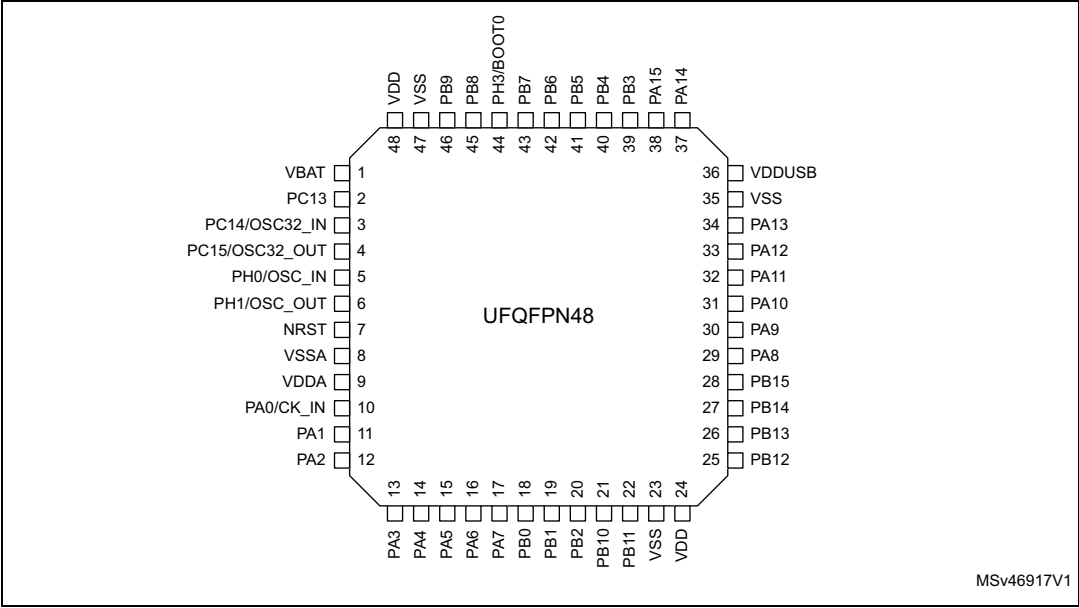 VDD
VSS
PB9
PB8
PH3/BOOT0
PB7
PB6
PB5
PB4
PB3
PA15
PA14
48
47
46
45
44
43
42
41
40
39
38
37
VBAT 1
PC13 2
PC14/OSC32_IN 3
PC15/OSC32_OUT 4
PH0/OSC_IN 5
PH1/OSC_OUT 6
NRST 7
VSSA 8
VDDA 9
PA0/CK_IN 10
PA1 11
PA2 12
UFQFPN48
36 VDDUSB
35 VSS
34 PA13
33 PA12
32 PA11
31 PA10
30 PA9
29 PA8
28 PB15
27 PB14
26 PB13
25 PB12
13
14
15
16
17
18
19
20
21
22
23
24
PA3
PA4
PA5
PA6
PA7
PB0
PB1
PB2
PB10
PB11
VSS
VDD
MSv46917V1